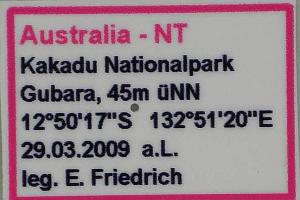 Australia - NT
Kakadu Nationalpark
Gubara, 45m üNN
12°50'17"S 132°51'20"E
29.03.2009 a.L.
leg. E. Friedrich